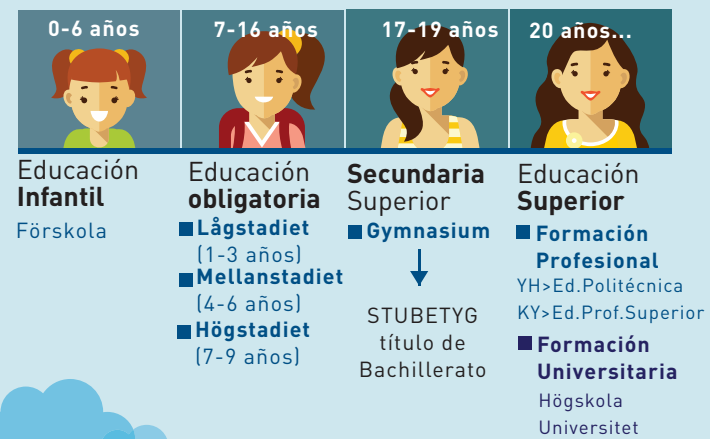 0-6 años
7-16 años
17-19 años
20 años...
Educación
Infantil
Förskola
Educación
obligatoria
Lågstadiet
(1-3 años)
Mellanstadiet
(4-6 años)
Högstadiet
(7-9 años)
Secundaria
Superior
Gymnasium
STUBETYG
título de
Bachillerato
Educación
Superior
Formación
Profesional
YH>Ed.Politécnica
KY>Ed.Prof.Superior
Formación
Universitaria
Högskola
Universitet